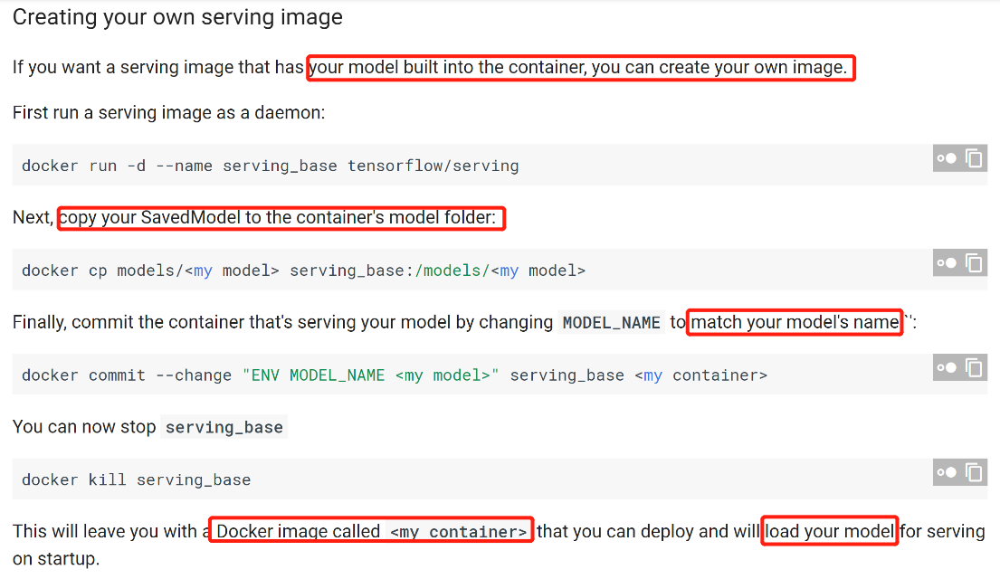 Creating your own serving image
If you want a serving image that has your model built into the container, you can create your own image.
First run a serving image as a daemon:
docker run -d --name serving_base tensorflow/serving
Next, copy your SavedModel to the container's model folder:
docker cp models/<my model> serving_base:/models/<my model>
Finally, commit the container that's serving your model by changing MODEL_NAME to match your model's name`':
docker commit --change "ENV MODEL_NAME <my model>" serving_base <my container>
You can now stop serving_base
docker kill serving_base
This will leave you with a Docker image called <my container> that you can deploy and will load your model for serving
on startup.